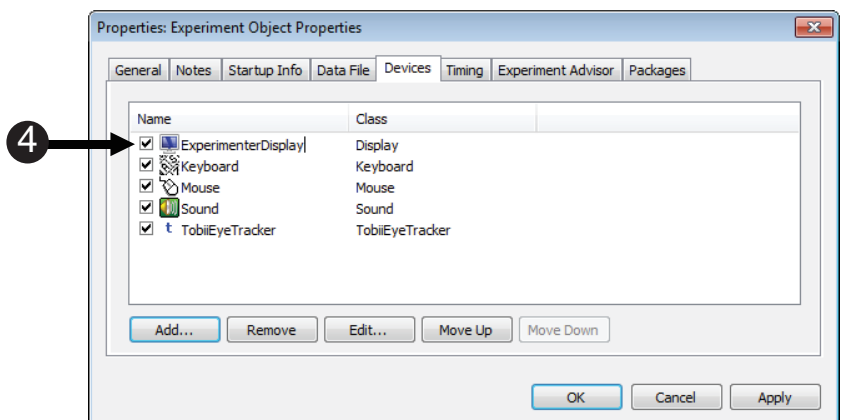 Properties: Experiment Object Properties
General Notes Startup Info Data File Devices Timing Experiment Advisor Packages
Name Class
4
ExperimenterDisplay Display
Keyboard Keyboard
Mouse Mouse
Sound Sound
t TobiiEyeTracker TobiiEyeTracker
Add... Remove Edit... Move Up Move Down
OK Cancel Apply